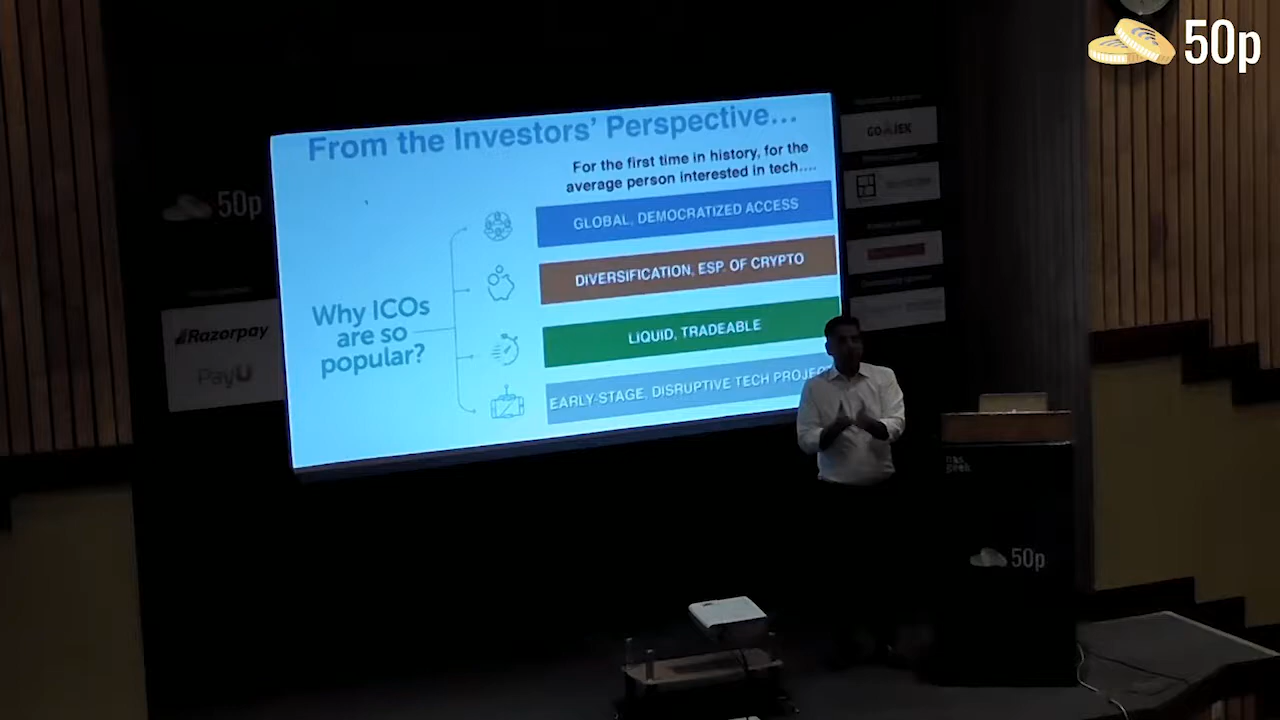 50p
From the Investors' Perspective...
For the first time in history, for the
average person interested in tech....
GLOBAL, DEMOCRATIZED ACCESS
DIVERSIFICATION, ESP. OF CRYPTO
Why ICOs
are so
popular?
LIQUID, TRADEABLE
EARLY-STAGE, DISRUPTIVE TECH
50p
Razorpay
PayU
GOJEK
has
geek
50p